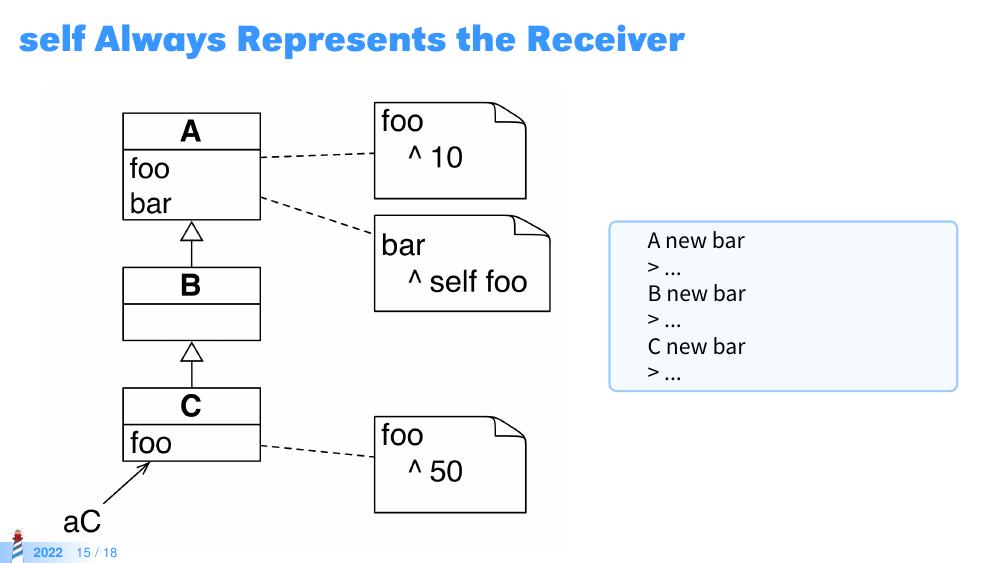 self Always Represents the Receiver
A
foo
bar
foo
^ 10
bar
^ self foo
B
C
foo
foo
^ 50
aC
A new bar
> ...
B new bar
> ...
C new bar
> ...
2022 15 / 18